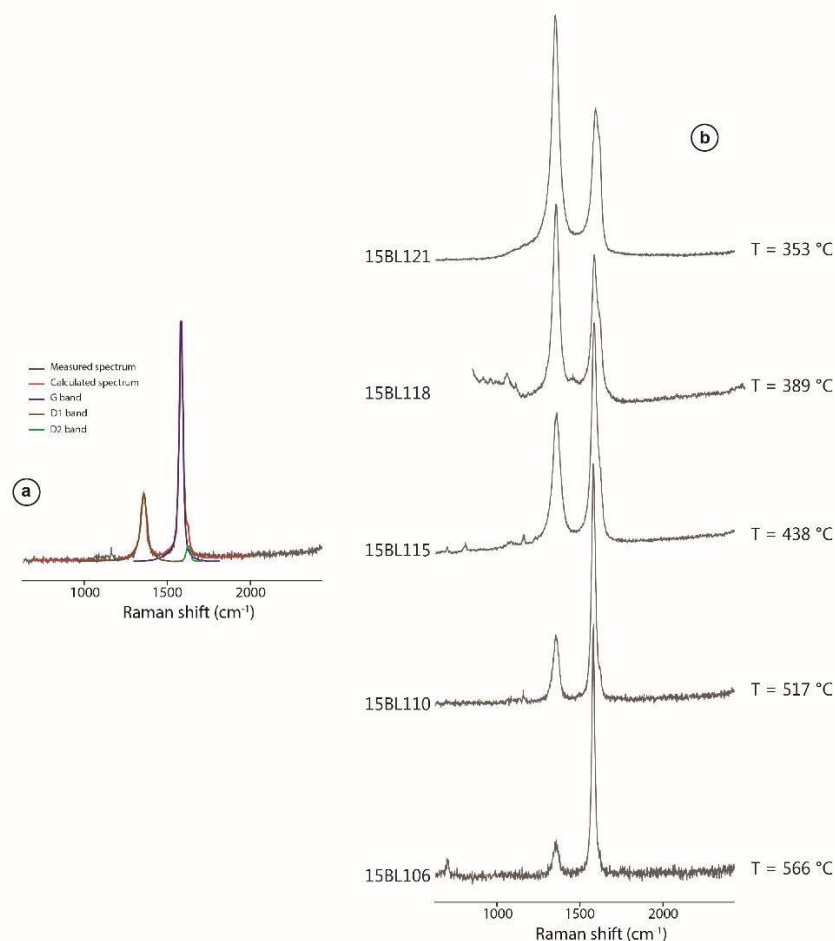 b
15BL121
T = 353 °C
15BL118
T = 389 °C
Measured spectrum
Calculated spectrum
G band
D1 band
D2 band
a
1000 1500 2000
Raman shift (cm-1)
15BL115
T = 438 °C
15BL110
T = 517 °C
15BL106
T = 566 °C
1000 1500 2000
Raman shift (cm-1)